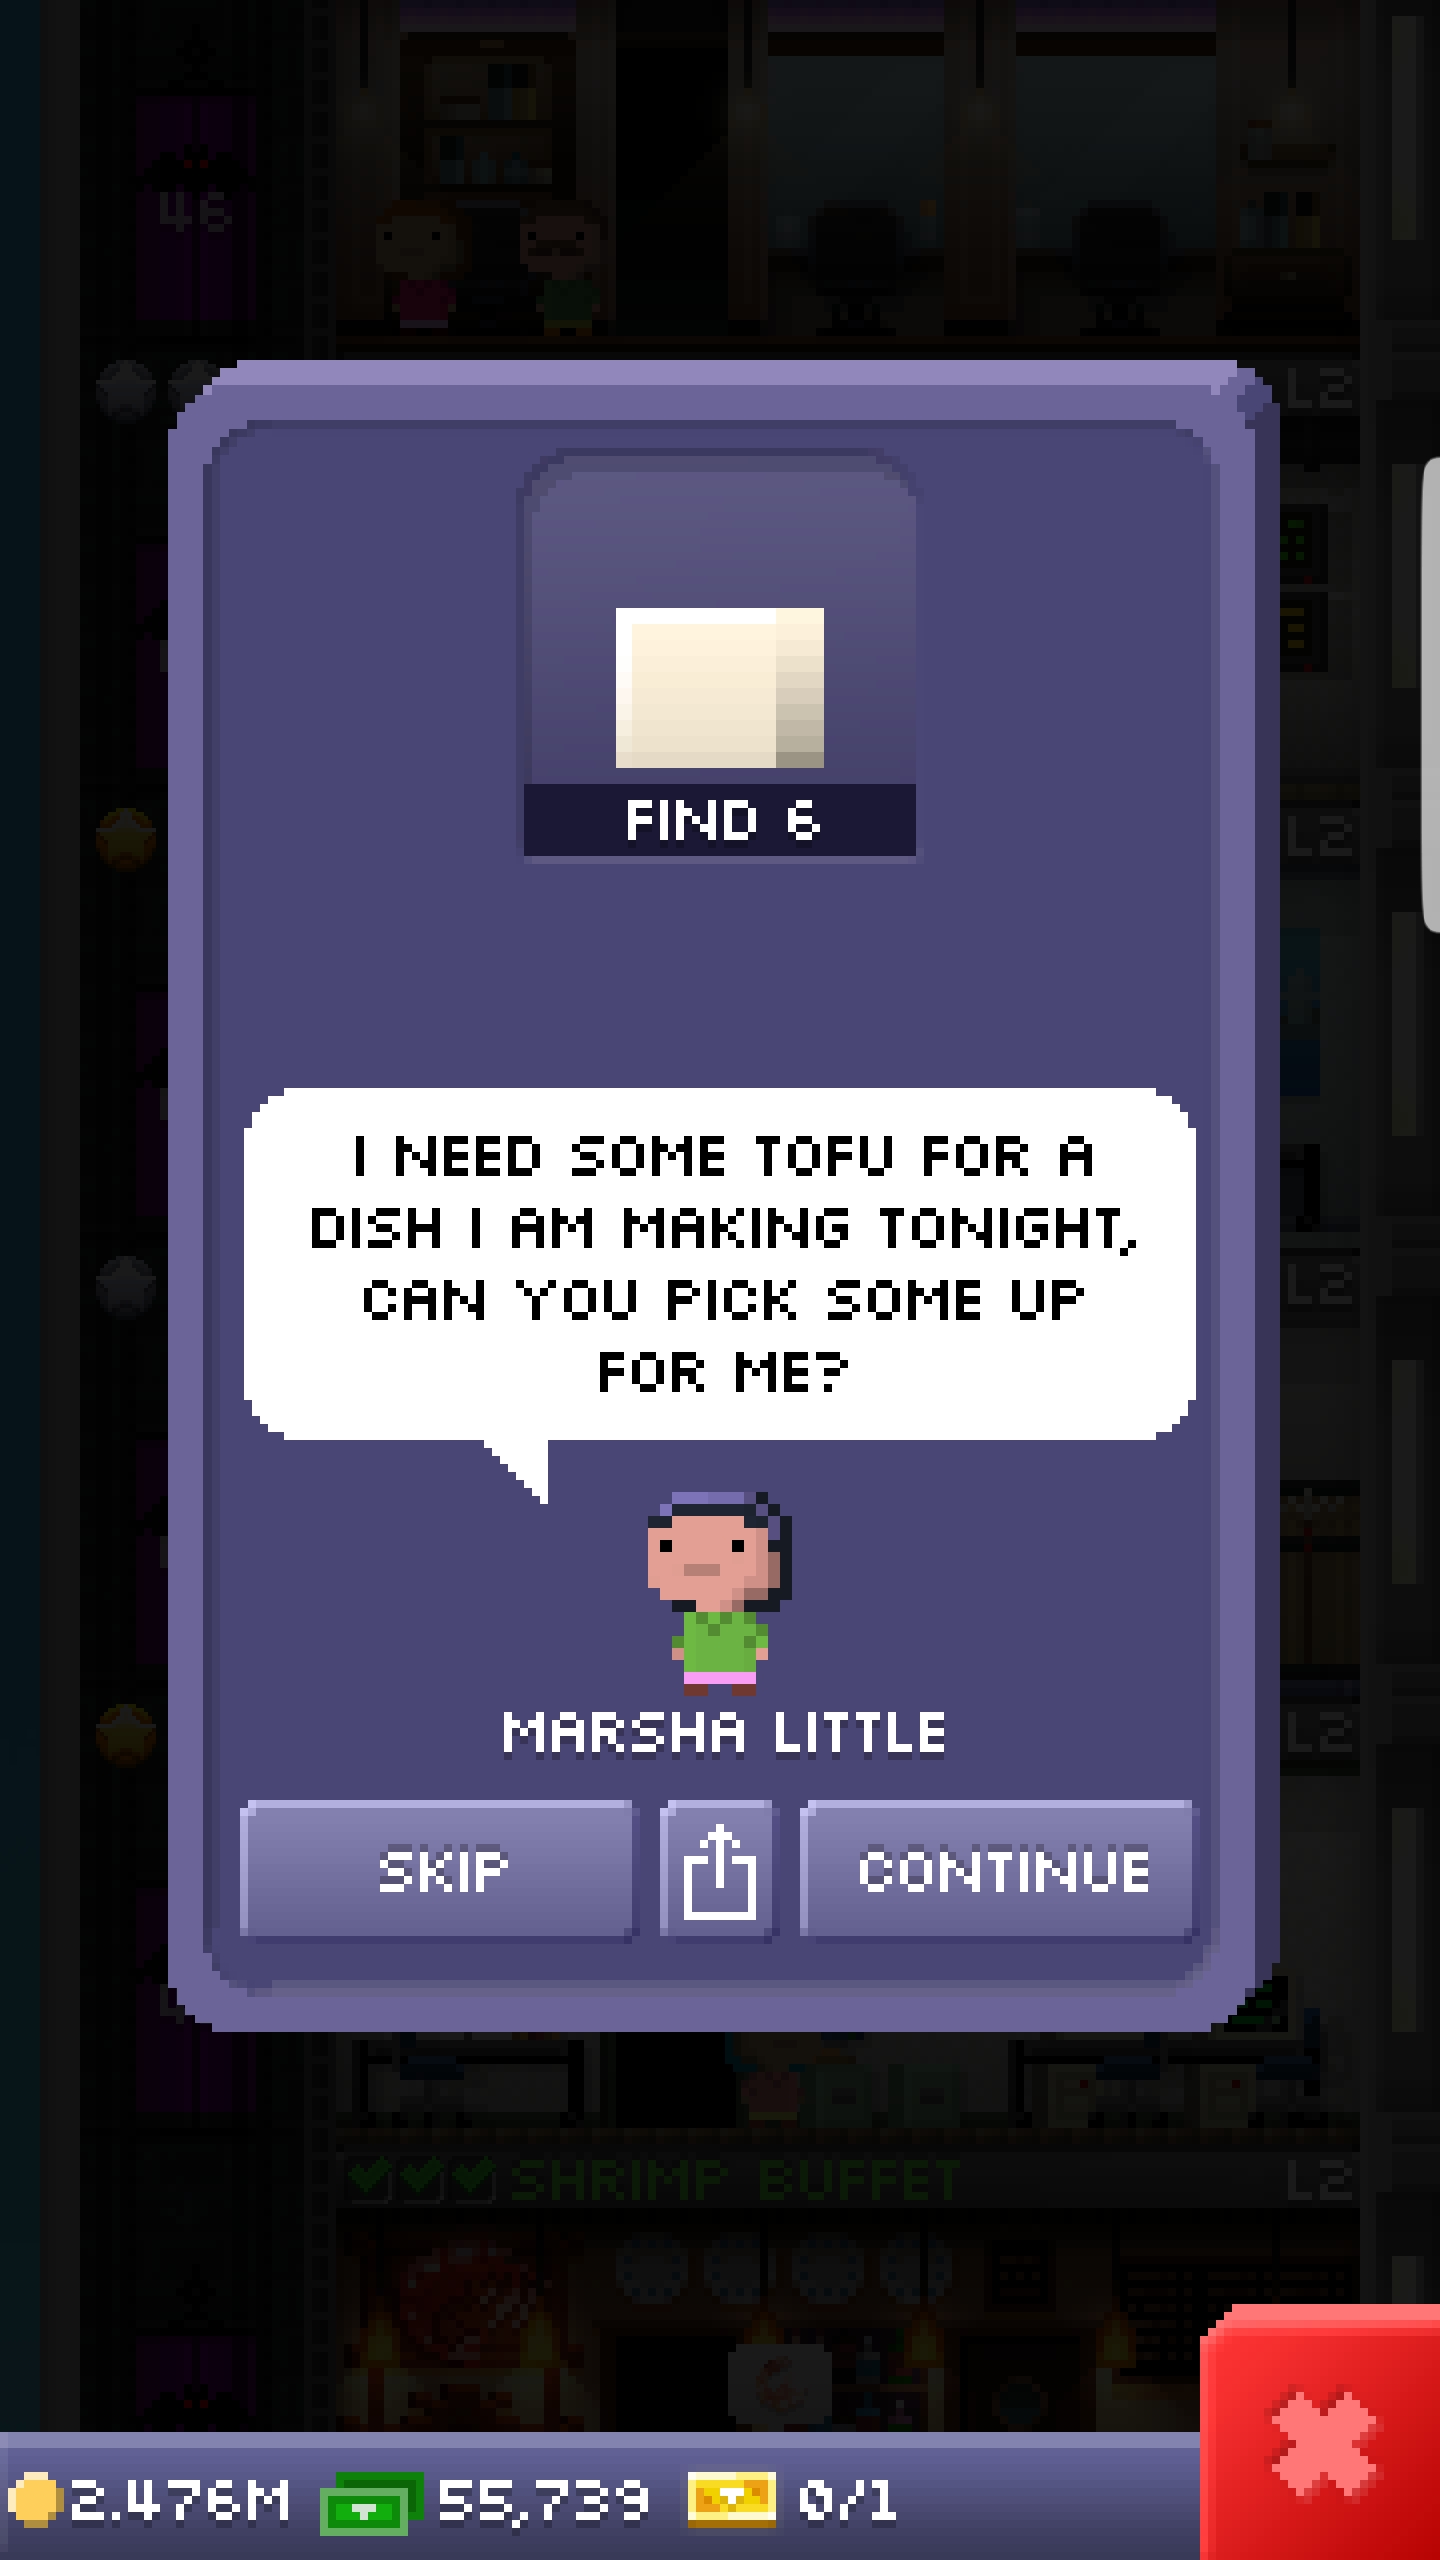 46
L2
L2
FIND 6
I NEED SOME TOFU FOR A
DISH I AM MAKING TONIGHT,
CAN YOU PICK SOME UP
FOR ME?
L2
MARSHA LITTLE
L2
SKIP
CONTINUE
SHRIMP BUFFET
L2
2.476M
55,739
0/1